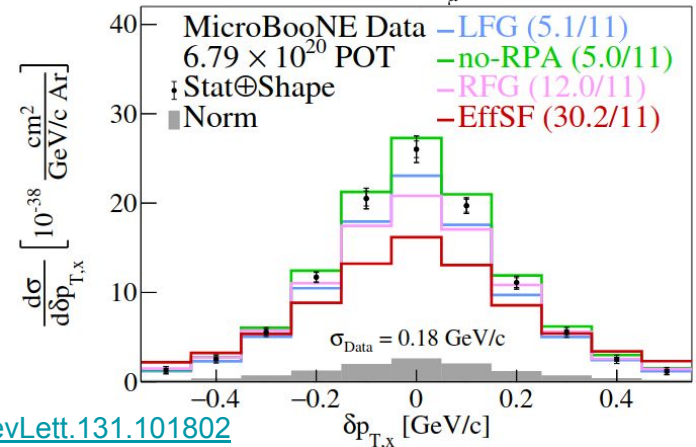 μ
MicroBooNE Data
6.79 × 10²⁰ POT
Stat⊕Shape
Norm
LFG (5.1/11)
no-RPA (5.0/11)
RFG (12.0/11)
EffSF (30.2/11)
dσ/dδp_T,x [10⁻³⁸ cm²/GeV/c Ar]
40
30
20
10
0
σ_Data = 0.18 GeV/c
−0.4 −0.2 0 0.2 0.4
δp_T,x [GeV/c]
evLett.131.101802